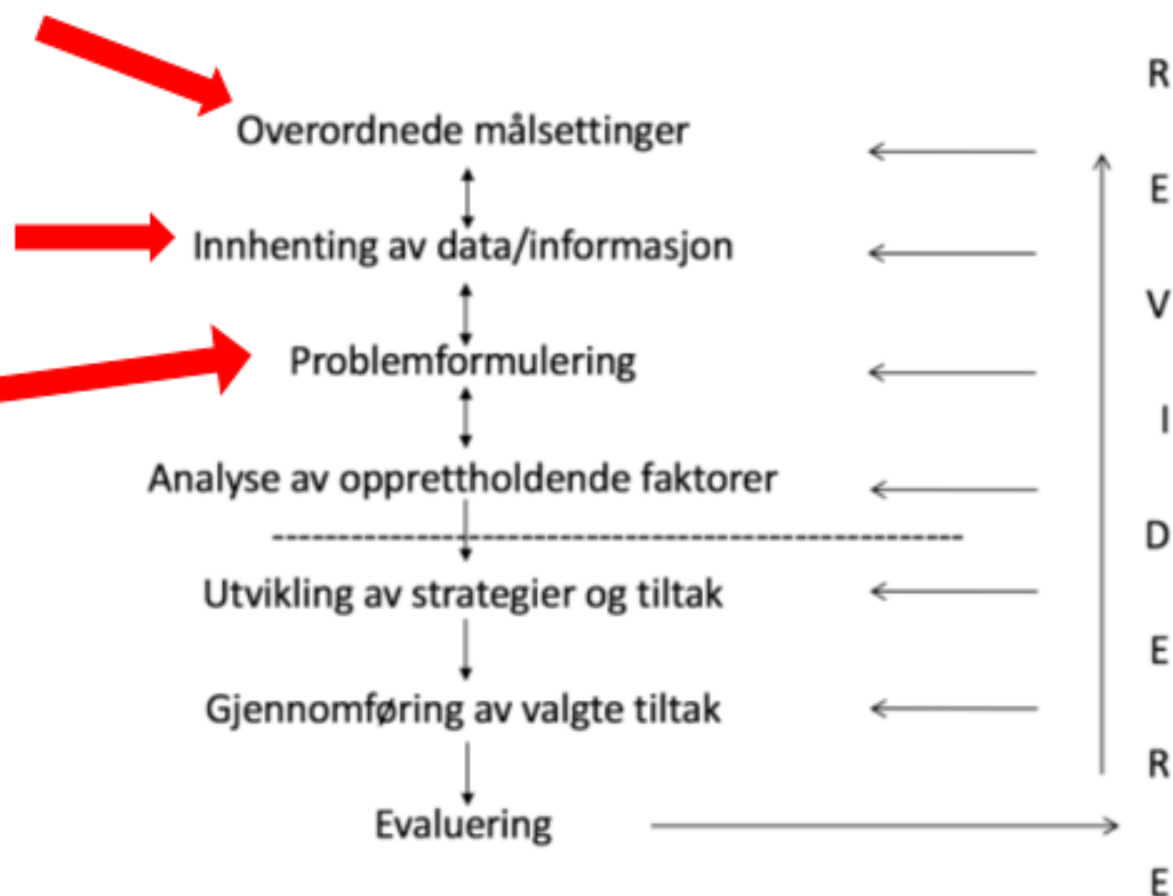 Overordnede målsettinger
Innhenting av data/informasjon
Problemformulering
Analyse av opprettholdende faktorer
Utvikling av strategier og tiltak
Gjennomføring av valgte tiltak
Evaluering
R
E
V
I
D
E
R
E